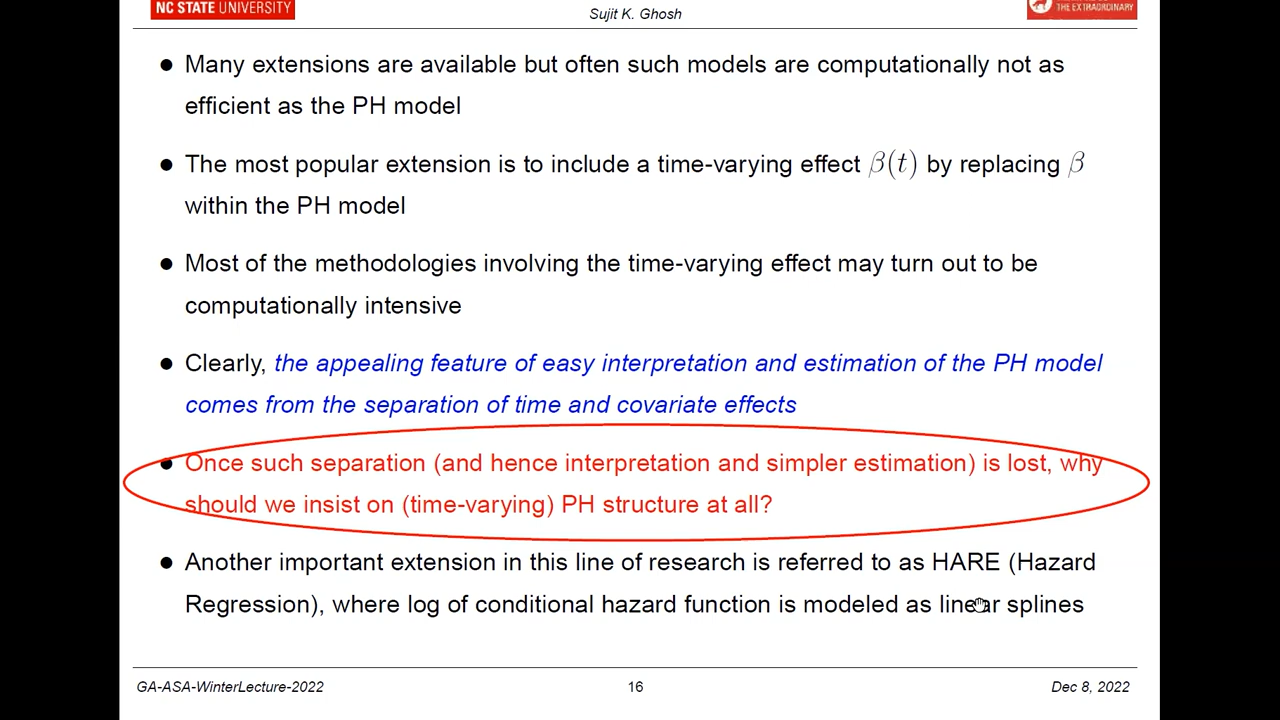 NC STATE UNIVERSITY
Sujit K. Ghosh
THE EXTRAORDINARY
● Many extensions are available but often such models are computationally not as
efficient as the PH model
● The most popular extension is to include a time-varying effect β(t) by replacing β
within the PH model
● Most of the methodologies involving the time-varying effect may turn out to be
computationally intensive
● Clearly, the appealing feature of easy interpretation and estimation of the PH model
comes from the separation of time and covariate effects
● Once such separation (and hence interpretation and simpler estimation) is lost, why
should we insist on (time-varying) PH structure at all?
● Another important extension in this line of research is referred to as HARE (Hazard
Regression), where log of conditional hazard function is modeled as linear splines
GA-ASA-WinterLecture-2022
16
Dec 8, 2022